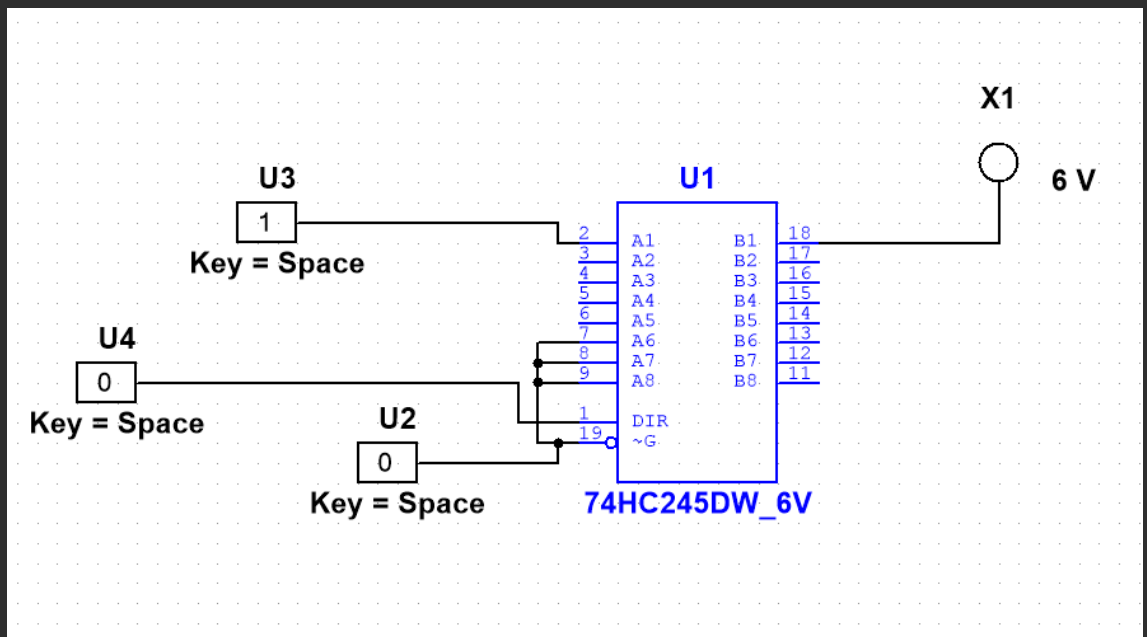 X1
6 V
U3
1
Key = Space
U1
2 A1 B1 18
3 A2 B2 17
4 A3 B3 16
5 A4 B4 15
6 A5 B5 14
7 A6 B6 13
8 A7 B7 12
9 A8 B8 11
1 DIR
19 ~G
74HC245DW_6V
U4
0
Key = Space
U2
0
Key = Space